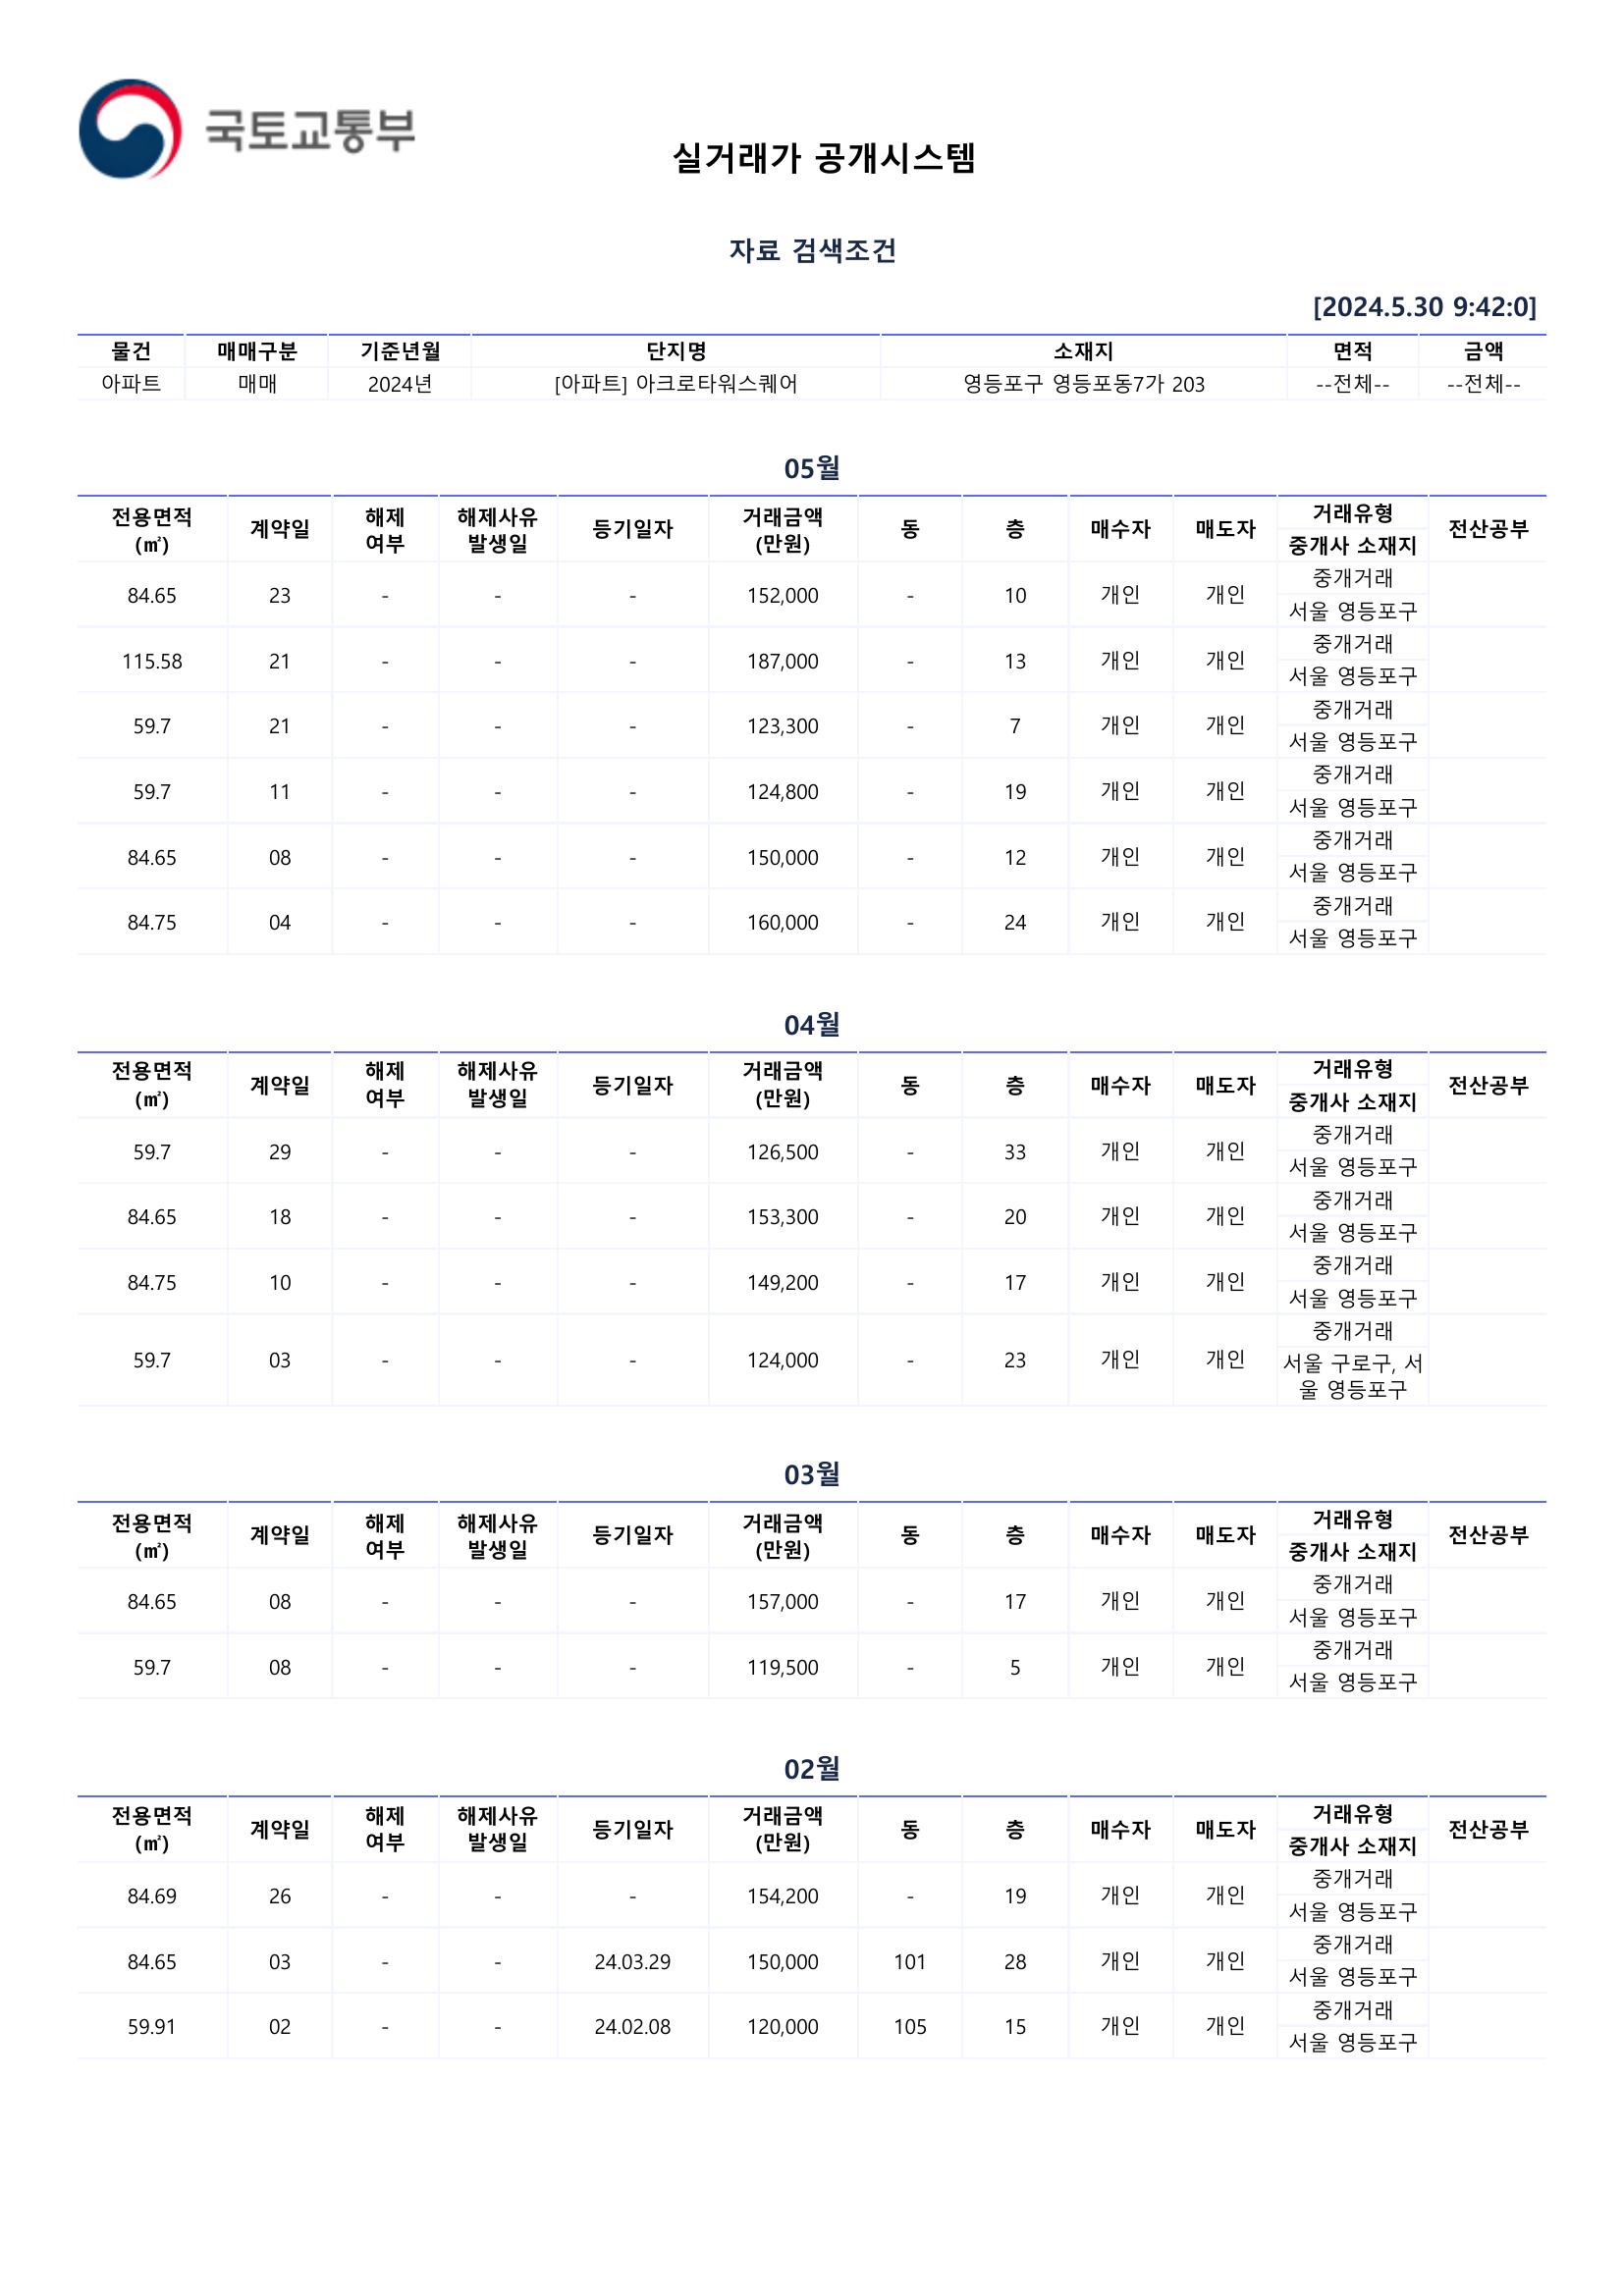 국토교통부
실거래가 공개시스템
자료 검색조건
[2024.5.30 9:42:0]
물건 매매구분 기준년월 단지명 소재지 면적 금액
아파트 매매 2024년 [아파트] 아크로타워스퀘어 영등포구 영등포동7가 203 --전체-- --전체--
05월
전용면적 (㎡) 계약일 해제 여부 해제사유 발생일 등기일자 거래금액 (만원) 동 층 매수자 매도자 거래유형 중개사 소재지 전산공부
84.65 23 - - - 152,000 - 10 개인 개인 중개거래 서울 영등포구
115.58 21 - - - 187,000 - 13 개인 개인 중개거래 서울 영등포구
59.7 21 - - - 123,300 - 7 개인 개인 중개거래 서울 영등포구
59.7 11 - - - 124,800 - 19 개인 개인 중개거래 서울 영등포구
84.65 08 - - - 150,000 - 12 개인 개인 중개거래 서울 영등포구
84.75 04 - - - 160,000 - 24 개인 개인 중개거래 서울 영등포구
04월
전용면적 (㎡) 계약일 해제 여부 해제사유 발생일 등기일자 거래금액 (만원) 동 층 매수자 매도자 거래유형 중개사 소재지 전산공부
59.7 29 - - - 126,500 - 33 개인 개인 중개거래 서울 영등포구
84.65 18 - - - 153,300 - 20 개인 개인 중개거래 서울 영등포구
84.75 10 - - - 149,200 - 17 개인 개인 중개거래 서울 영등포구
59.7 03 - - - 124,000 - 23 개인 개인 중개거래 서울 구로구, 서울 영등포구
03월
전용면적 (㎡) 계약일 해제 여부 해제사유 발생일 등기일자 거래금액 (만원) 동 층 매수자 매도자 거래유형 중개사 소재지 전산공부
84.65 08 - - - 157,000 - 17 개인 개인 중개거래 서울 영등포구
59.7 08 - - - 119,500 - 5 개인 개인 중개거래 서울 영등포구
02월
전용면적 (㎡) 계약일 해제 여부 해제사유 발생일 등기일자 거래금액 (만원) 동 층 매수자 매도자 거래유형 중개사 소재지 전산공부
84.69 26 - - - 154,200 - 19 개인 개인 중개거래 서울 영등포구
84.65 03 - - 24.03.29 150,000 101 28 개인 개인 중개거래 서울 영등포구
59.91 02 - - 24.02.08 120,000 105 15 개인 개인 중개거래 서울 영등포구